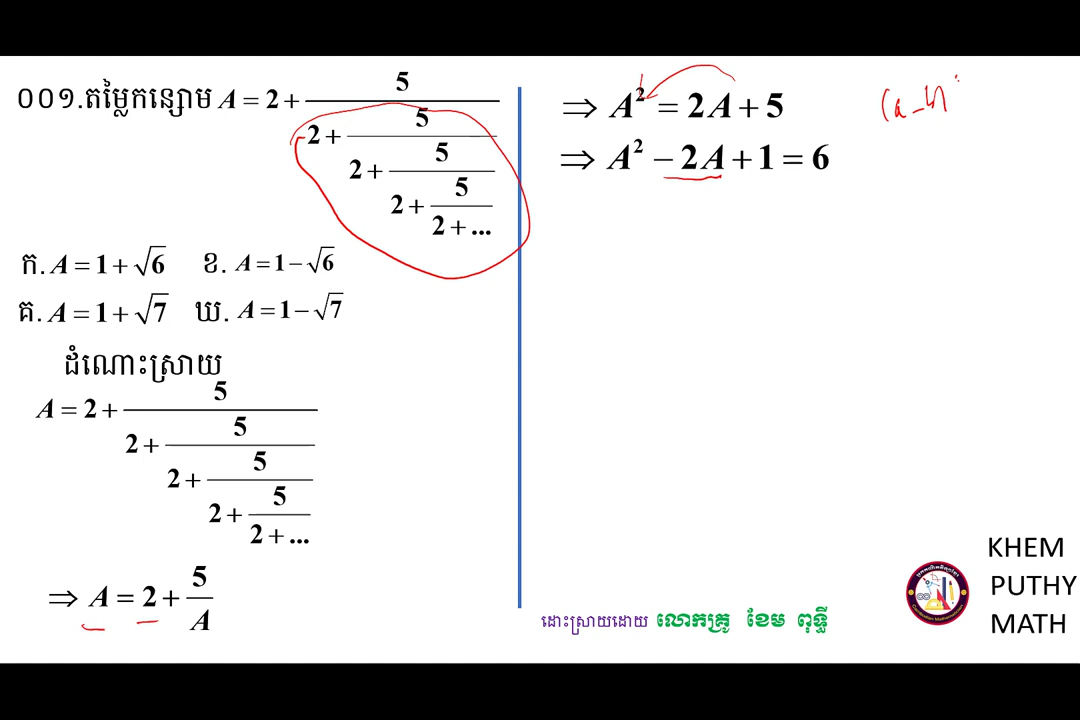 ០០១.តម្លៃកន្សោម A = 2 + 5/(2 + 5/(2 + 5/(2 + 5/(2 + ...))))
ក. A = 1 + √6 ខ. A = 1 − √6
គ. A = 1 + √7 ឃ. A = 1 − √7
ដំណោះស្រាយ
A = 2 + 5/(2 + 5/(2 + 5/(2 + 5/(2 + ...))))
⇒ A = 2 + 5/A
⇒ A² = 2A + 5
⇒ A² − 2A + 1 = 6
ដោះស្រាយដោយ លោកគ្រូ ខែម ពុទ្ធី
KHEM
PUTHY
MATH